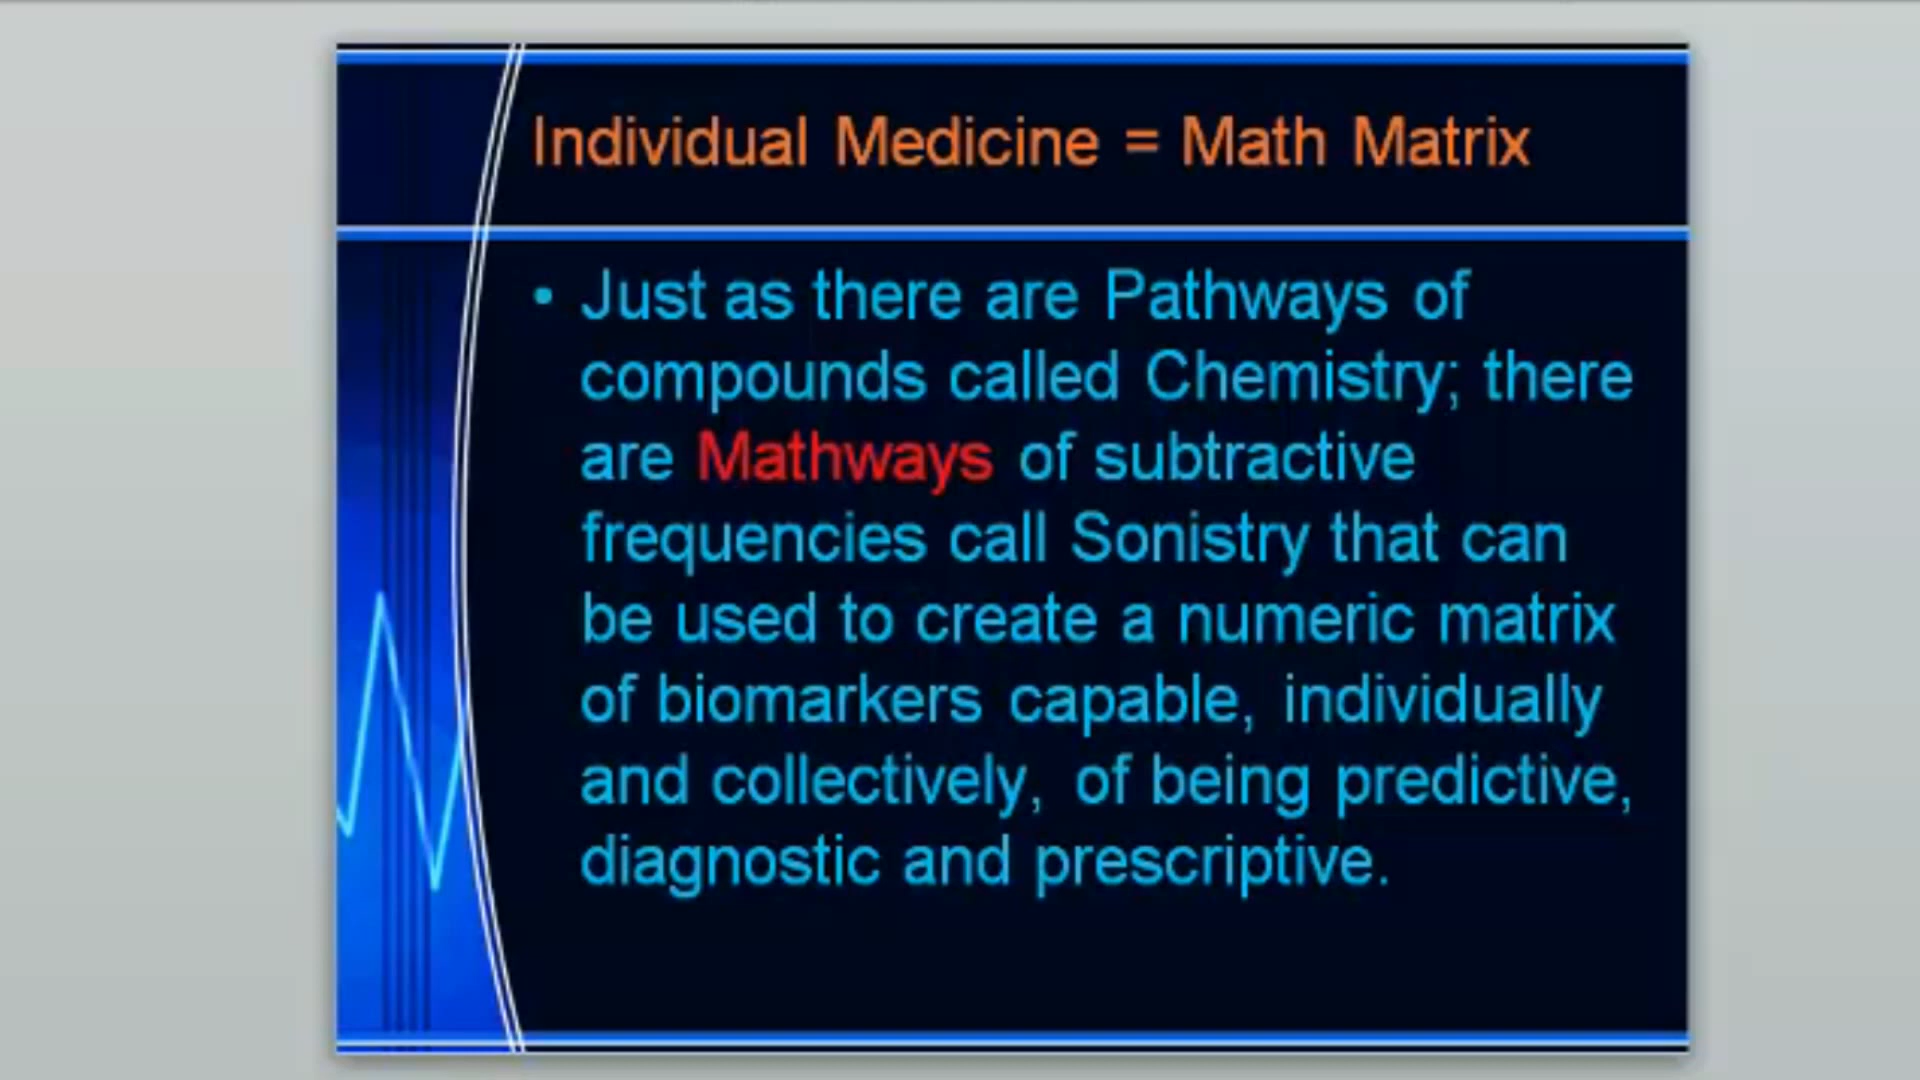 Individual Medicine = Math Matrix
• Just as there are Pathways of
compounds called Chemistry; there
are Mathways of subtractive
frequencies call Sonistry that can
be used to create a numeric matrix
of biomarkers capable, individually
and collectively, of being predictive,
diagnostic and prescriptive.